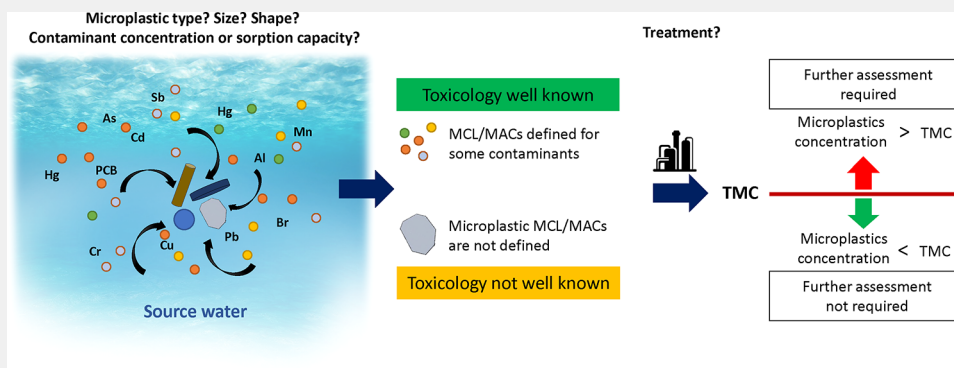 Microplastic type? Size? Shape?
Contaminant concentration or sorption capacity?
Sb
As
Hg
Cd
Mn
Hg
PCB
Al
Br
Cr
Cu
Pb
Source water
Toxicology well known
MCL/MACs defined for
some contaminants
Microplastic MCL/MACs
are not defined
Toxicology not well known
Treatment?
Further assessment
required
Microplastics
concentration > TMC
TMC
Microplastics
concentration < TMC
Further assessment
not required